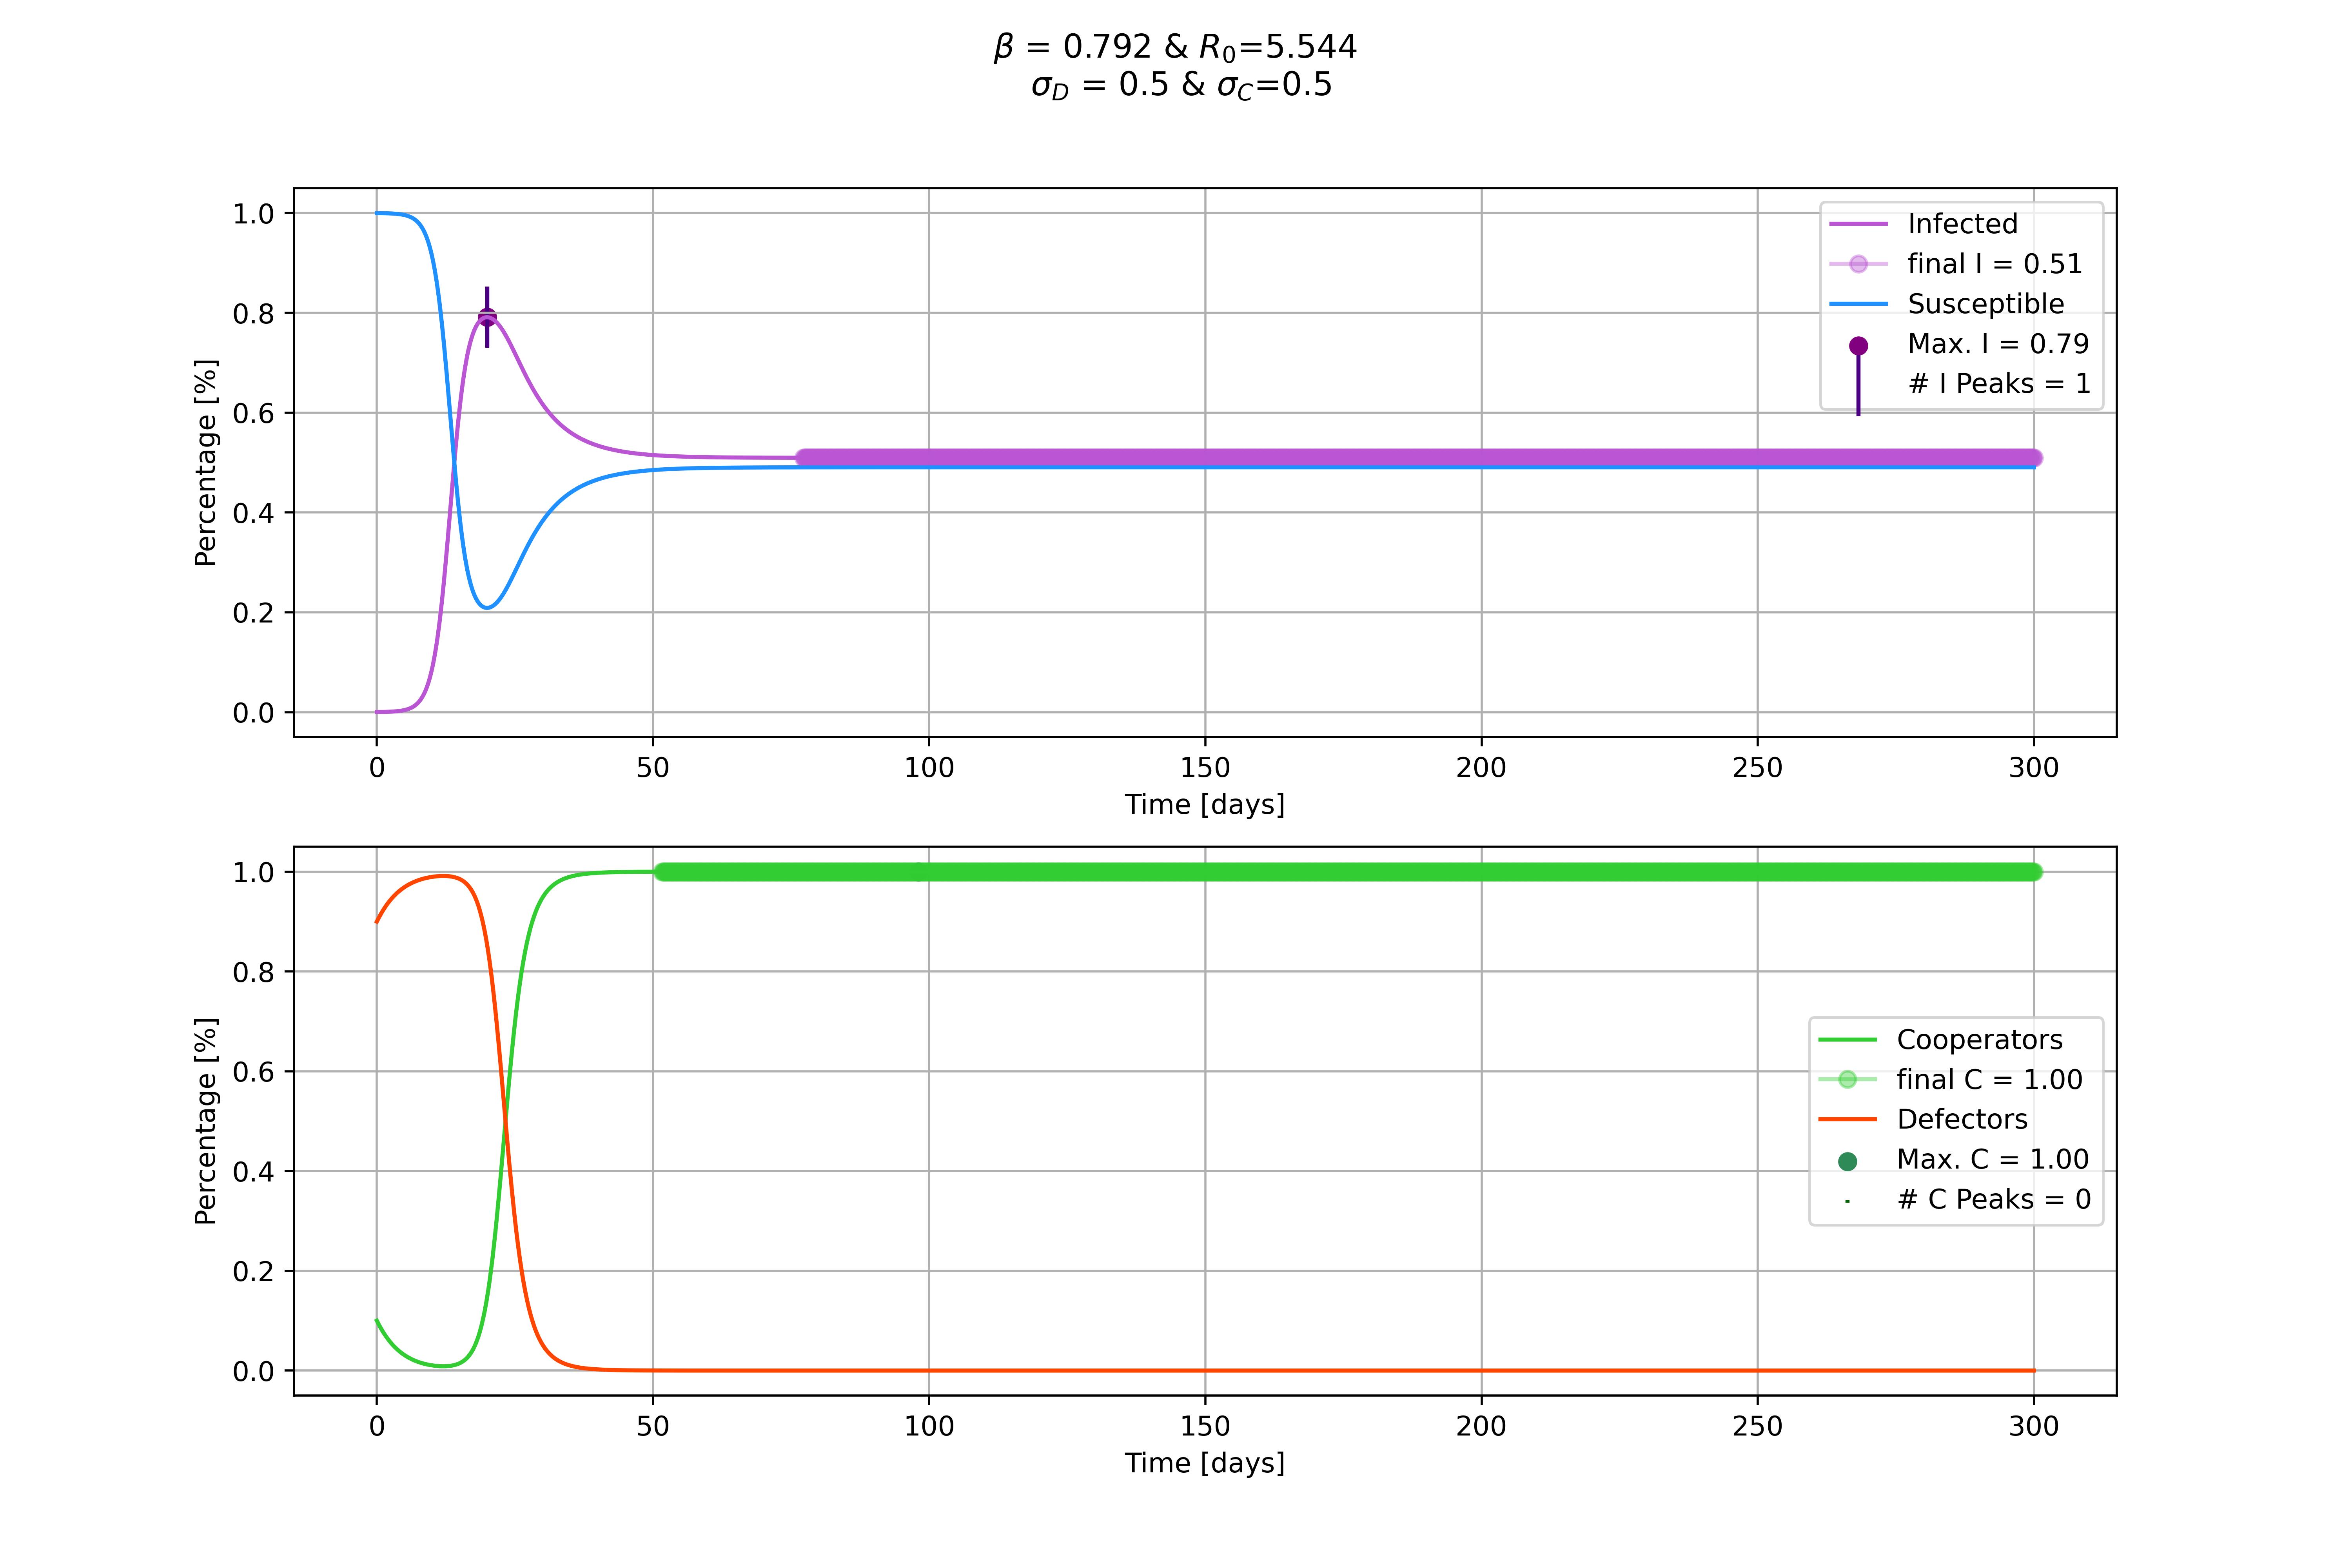 β = 0.792 & R₀=5.544
σ_D = 0.5 & σ_C=0.5
Percentage [%]
1.0
0.8
0.6
0.4
0.2
0.0
Infected
final I = 0.51
Susceptible
Max. I = 0.79
# I Peaks = 1
0 50 100 150 200 250 300
Time [days]
Percentage [%]
1.0
0.8
0.6
0.4
0.2
0.0
Cooperators
final C = 1.00
Defectors
Max. C = 1.00
# C Peaks = 0
0 50 100 150 200 250 300
Time [days]